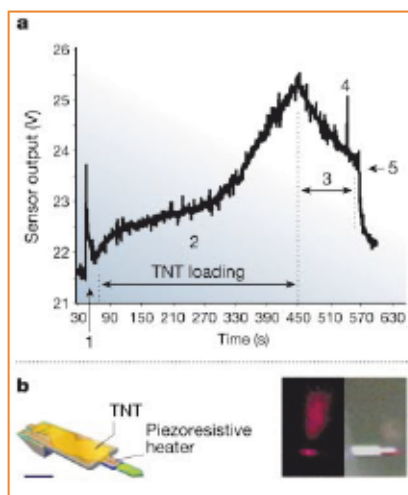 a
26
25
24
23
22
21
Sensor output (V)
1
2
3
4
5
TNT loading
30 90 150 210 270 330 390 450 510 570 630
Time (s)
b
TNT
Piezoresistive
heater